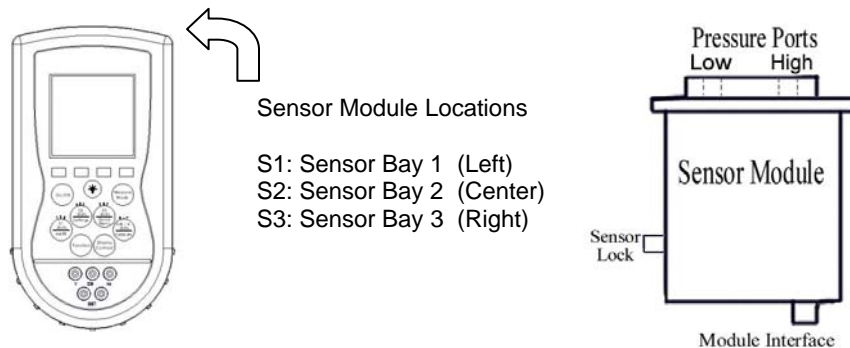 Sensor Module Locations
S1: Sensor Bay 1 (Left)
S2: Sensor Bay 2 (Center)
S3: Sensor Bay 3 (Right)
Pressure Ports
Low High
Sensor Module
Sensor
Lock
Module Interface